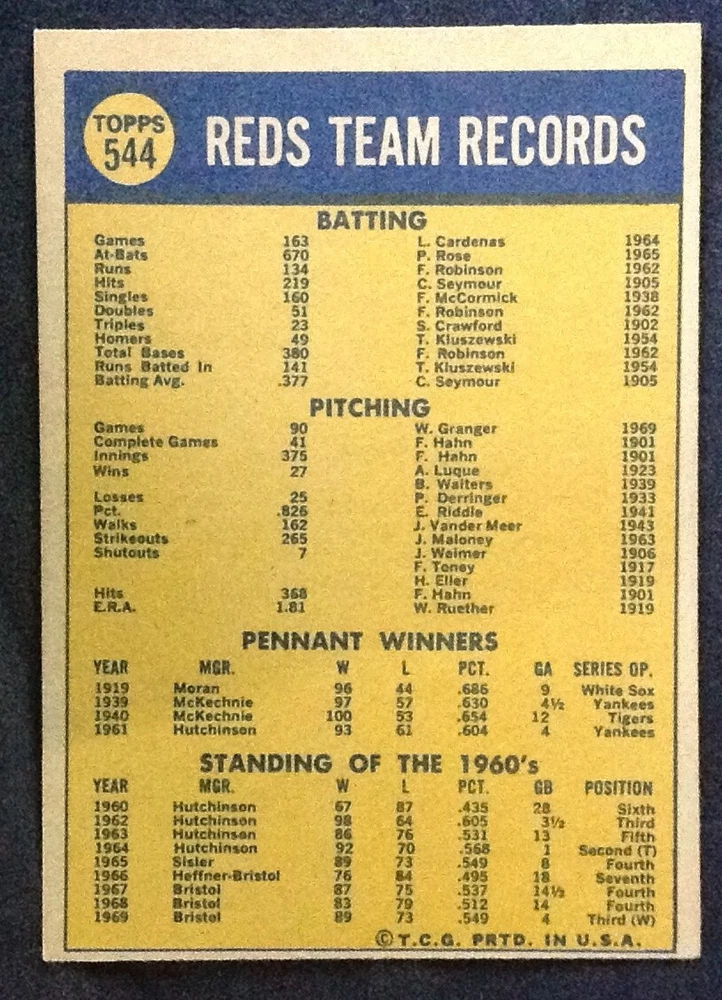 TOPPS
544
REDS TEAM RECORDS
BATTING
Games 163 L. Cardenas 1964
At-Bats 670 P. Rose 1965
Runs 134 F. Robinson 1962
Hits 219 C. Seymour 1905
Singles 160 F. McCormick 1938
Doubles 51 F. Robinson 1962
Triples 23 S. Crawford 1902
Homers 49 T. Kluszewski 1954
Total Bases 380 F. Robinson 1962
Runs Batted In 141 T. Kluszewski 1954
Batting Avg. .377 C. Seymour 1905
PITCHING
Games 90 W. Granger 1969
Complete Games 41 F. Hahn 1901
Innings 375 F. Hahn 1901
Wins 27 A. Luque 1923
B. Walters 1939
Losses 25 P. Derringer 1933
Pct. .826 E. Riddle 1941
Walks 162 J. Vander Meer 1943
Strikeouts 265 J. Maloney 1963
Shutouts 7 J. Weimer 1906
F. Toney 1917
H. Eller 1919
Hits 368 F. Hahn 1901
E.R.A. 1.81 W. Ruether 1919
PENNANT WINNERS
YEAR MGR. W L PCT. GA SERIES OP.
1919 Moran 96 44 .686 9 White Sox
1939 McKechnie 97 57 .630 4½ Yankees
1940 McKechnie 100 53 .654 12 Tigers
1961 Hutchinson 93 61 .604 4 Yankees
STANDING OF THE 1960's
YEAR MGR. W L PCT. GB POSITION
1960 Hutchinson 67 87 .435 28 Sixth
1962 Hutchinson 98 64 .605 3½ Third
1963 Hutchinson 86 76 .531 13 Fifth
1964 Hutchinson 92 70 .568 1 Second (T)
1965 Sisler 89 73 .549 8 Fourth
1966 Heffner-Bristol 76 84 .495 18 Seventh
1967 Bristol 87 75 .537 14½ Fourth
1968 Bristol 83 79 .512 14 Fourth
1969 Bristol 89 73 .549 4 Third (W)
© T.C.G. PRTD. IN U.S.A.